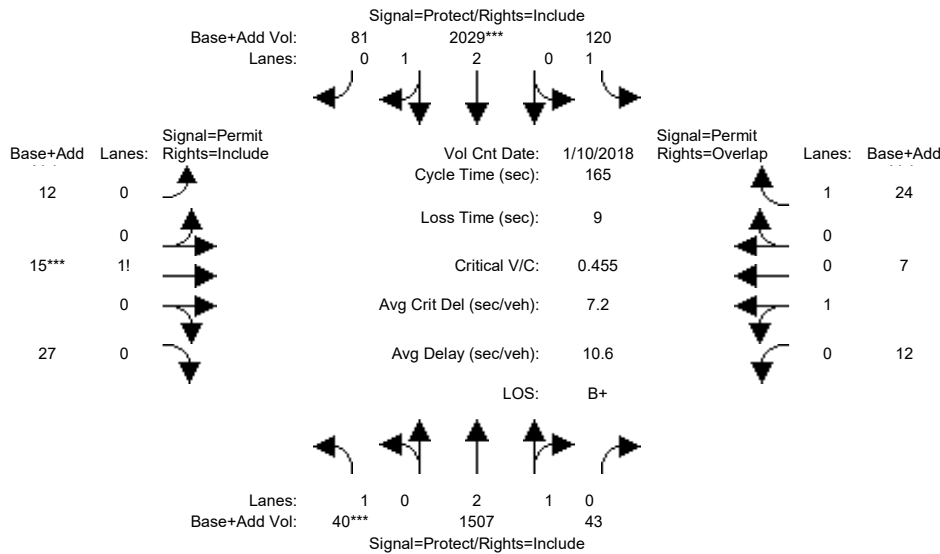 Signal=Protect/Rights=Include
Base+Add Vol: 81 2029*** 120
Lanes: 0 1 2 0 1
Signal=Permit
Signal=Permit
Base+Add Lanes: Rights=Include Vol Cnt Date: 1/10/2018 Rights=Overlap Lanes: Base+Add
Cycle Time (sec): 165
12 0 1 24
Loss Time (sec): 9
0 0
15*** 1! Critical V/C: 0.455 0 7
0 Avg Crit Del (sec/veh): 7.2 1
27 0 Avg Delay (sec/veh): 10.6 0 12
LOS: B+
Lanes: 1 0 2 1 0
Base+Add Vol: 40*** 1507 43
Signal=Protect/Rights=Include